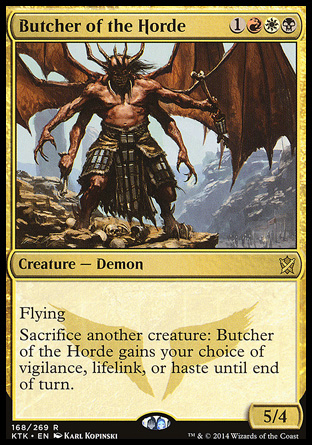 Butcher of the Horde 1
Creature — Demon
Flying
Sacrifice another creature: Butcher
of the Horde gains your choice of
vigilance, lifelink, or haste until end
of turn.
168/269 R
KTK • EN Karl Kopinski
™ & © 2014 Wizards of the Coast
5/4